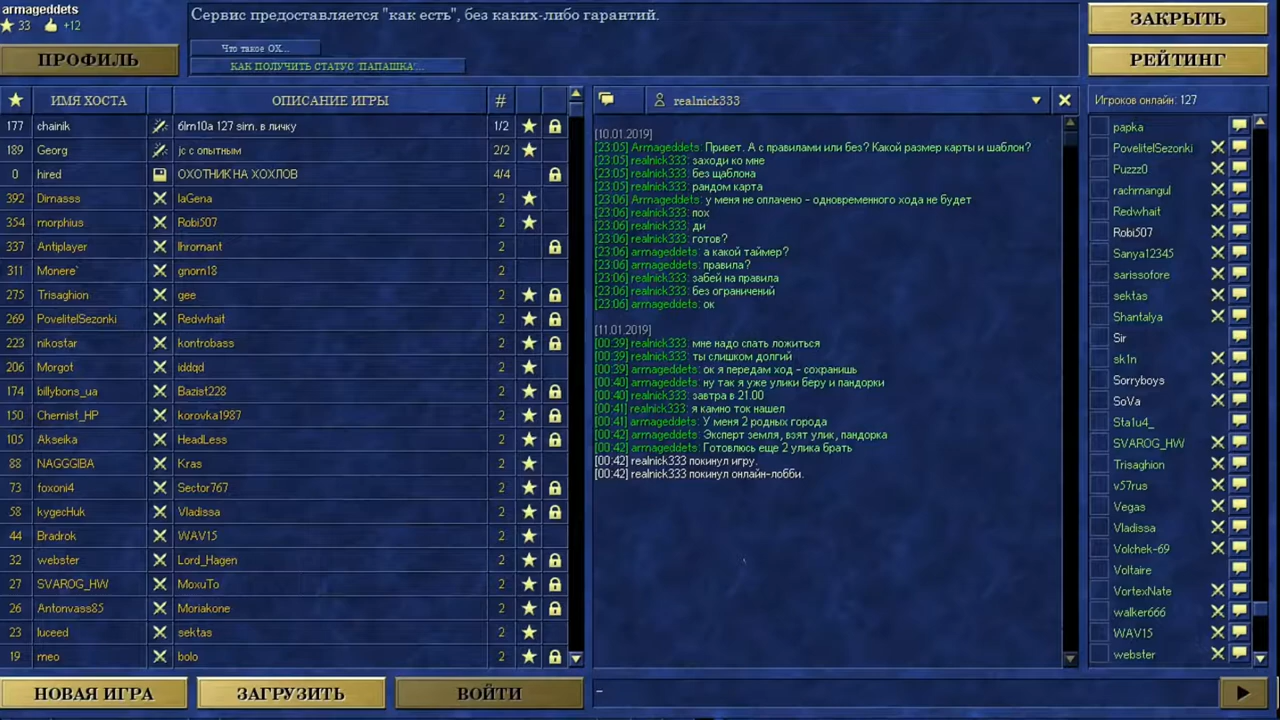 armageddets
33 +12
ПРОФИЛЬ
Сервис предоставляется "как есть", без каких-либо гарантий.
Что такое ОХ...
КАК ПОЛУЧИТЬ СТАТУС 'ПАПАШКА'...
ЗАКРЫТЬ
РЕЙТИНГ
ИМЯ ХОСТА ОПИСАНИЕ ИГРЫ #
177 chainik 6lm10a 127 sim. в личку 1/2
189 Georg jc с опытным 2/2
0 hired ОХОТНИК НА ХОХЛОВ 4/4
392 Dimasss laGena 2
354 morphius Robi507 2
337 Antiplayer Ihromant 2
311 Monere` gnom18 2
275 Trisaghion gee 2
269 PovelitelSezonki Redwhait 2
223 nikostar kontrobass 2
206 Morgot iddqd 2
174 billybons_ua Bazist228 2
150 Chemist_HP korovka1987 2
105 Akseika HeadLess 2
88 NAGGGIBA Kras 2
73 foxoni4 Sector767 2
58 kygecHuk Vladissa 2
44 Bradrok WAV15 2
32 webster Lord_Hagen 2
27 SVAROG_HW MoxuTo 2
26 Antonvass85 Moriakone 2
23 luceed sektas 2
19 meo bolo 2
НОВАЯ ИГРА
ЗАГРУЗИТЬ
ВОЙТИ
realnick333
[10.01.2019]
[23:05] Armageddets: Привет. А с правилами или без? Какой размер карты и шаблон?
[23:05] realnick333: заходи ко мне
[23:05] realnick333: без щаблона
[23:05] realnick333: рандом карта
[23:06] Armageddets: у меня не оплачено - одновременного хода не будет
[23:06] realnick333: пох
[23:06] realnick333: ди
[23:06] realnick333: готов?
[23:06] armageddets: а какой таймер?
[23:06] armageddets: правила?
[23:06] realnick333: забей на правила
[23:06] realnick333: без ограничений
[23:06] armageddets: ок
[11.01.2019]
[00:39] realnick333: мне надо спать ложиться
[00:39] realnick333: ты слишком долгий
[00:39] armageddets: ок я передам ход - сохранишь
[00:40] armageddets: ну так я уже улики беру и пандорки
[00:40] realnick333: завтра в 21.00
[00:41] realnick333: я камно ток нашел
[00:41] armageddets: У меня 2 родных города
[00:42] armageddets: Эксперт земля, взят улик, пандорка
[00:42] armageddets: Готовлюсь еще 2 улика брать
[00:42] realnick333 покинул игру.
[00:42] realnick333 покинул онлайн-лобби.
Игроков онлайн: 127
papka
PovelitelSezonki
Puzzz0
rachmangul
Redwhait
Robi507
Sanya12345
sarissofore
sektas
Shantalya
Sir
sk1n
Sorryboys
SoVa
Sta1u4_
SVAROG_HW
Trisaghion
v57rus
Vegas
Vladissa
Volchek-69
Voltaire
VortexNate
walker666
WAV15
webster